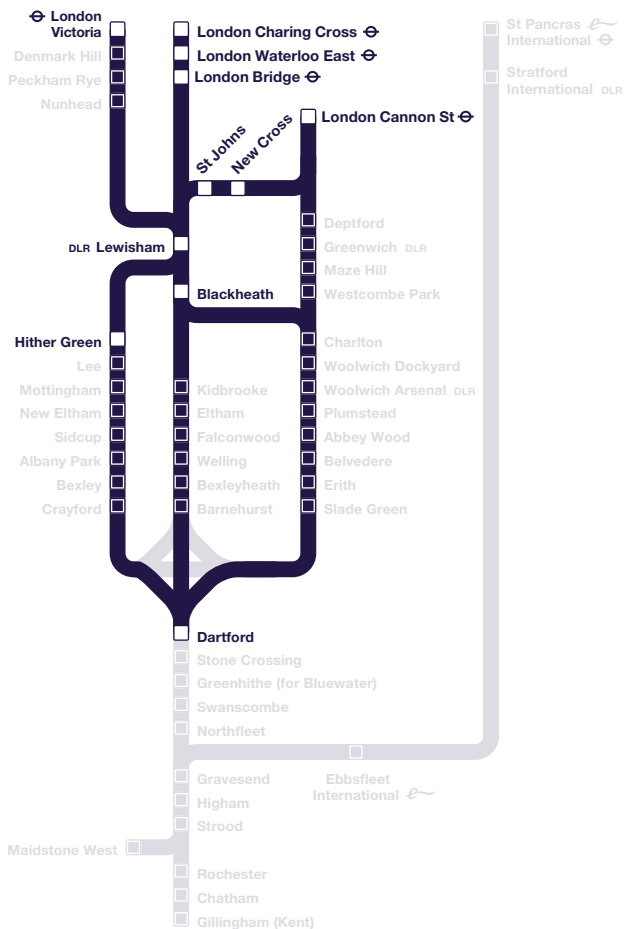 London
Victoria
Denmark Hill
Peckham Rye
Nunhead
London Charing Cross
London Waterloo East
London Bridge
St Pancras
International
Stratford
International DLR
London Cannon St
St Johns
New Cross
DLR Lewisham
Blackheath
Deptford
Greenwich DLR
Maze Hill
Westcombe Park
Hither Green
Lee
Mottingham
New Eltham
Sidcup
Albany Park
Bexley
Crayford
Kidbrooke
Eltham
Falconwood
Welling
Bexleyheath
Barnehurst
Charlton
Woolwich Dockyard
Woolwich Arsenal DLR
Plumstead
Abbey Wood
Belvedere
Erith
Slade Green
Dartford
Stone Crossing
Greenhithe (for Bluewater)
Swanscombe
Northfleet
Ebbsfleet
International
Gravesend
Higham
Strood
Maidstone West
Rochester
Chatham
Gillingham (Kent)